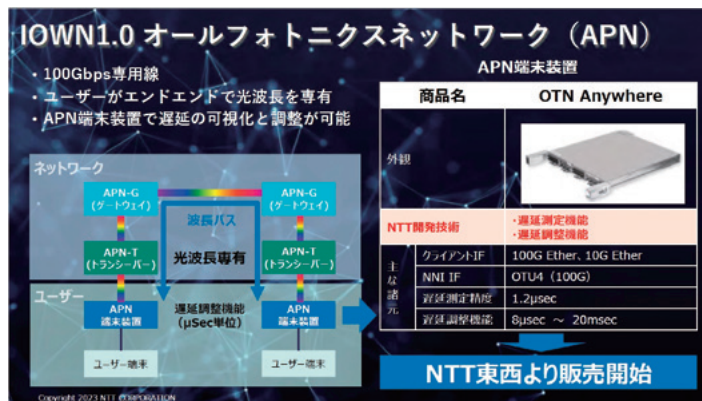 IOWN1.0 オールフォトニクスネットワーク（APN）
・100Gbps専用線
・ユーザーがエンドエンドで光波長を専有
・APN端末装置で遅延の可視化と調整が可能
ネットワーク
APN-G
(ゲートウェイ)
APN-G
(ゲートウェイ)
波長パス
APN-T
(トランシーバー)
光波長専有
APN-T
(トランシーバー)
ユーザー
APN
端末装置
遅延調整機能
(μSec単位)
APN
端末装置
ユーザー端末
ユーザー端末
APN端末装置
商品名 OTN Anywhere
外観
NTT開発技術
・遅延測定機能
・遅延調整機能
主な諸元
クライアントIF 100G Ether、10G Ether
NNI IF OTU4（100G）
遅延測定精度 1.2μsec
遅延調整機能 8μsec ～ 20msec
NTT東西より販売開始
Copyright 2023 NTT CORPORATION